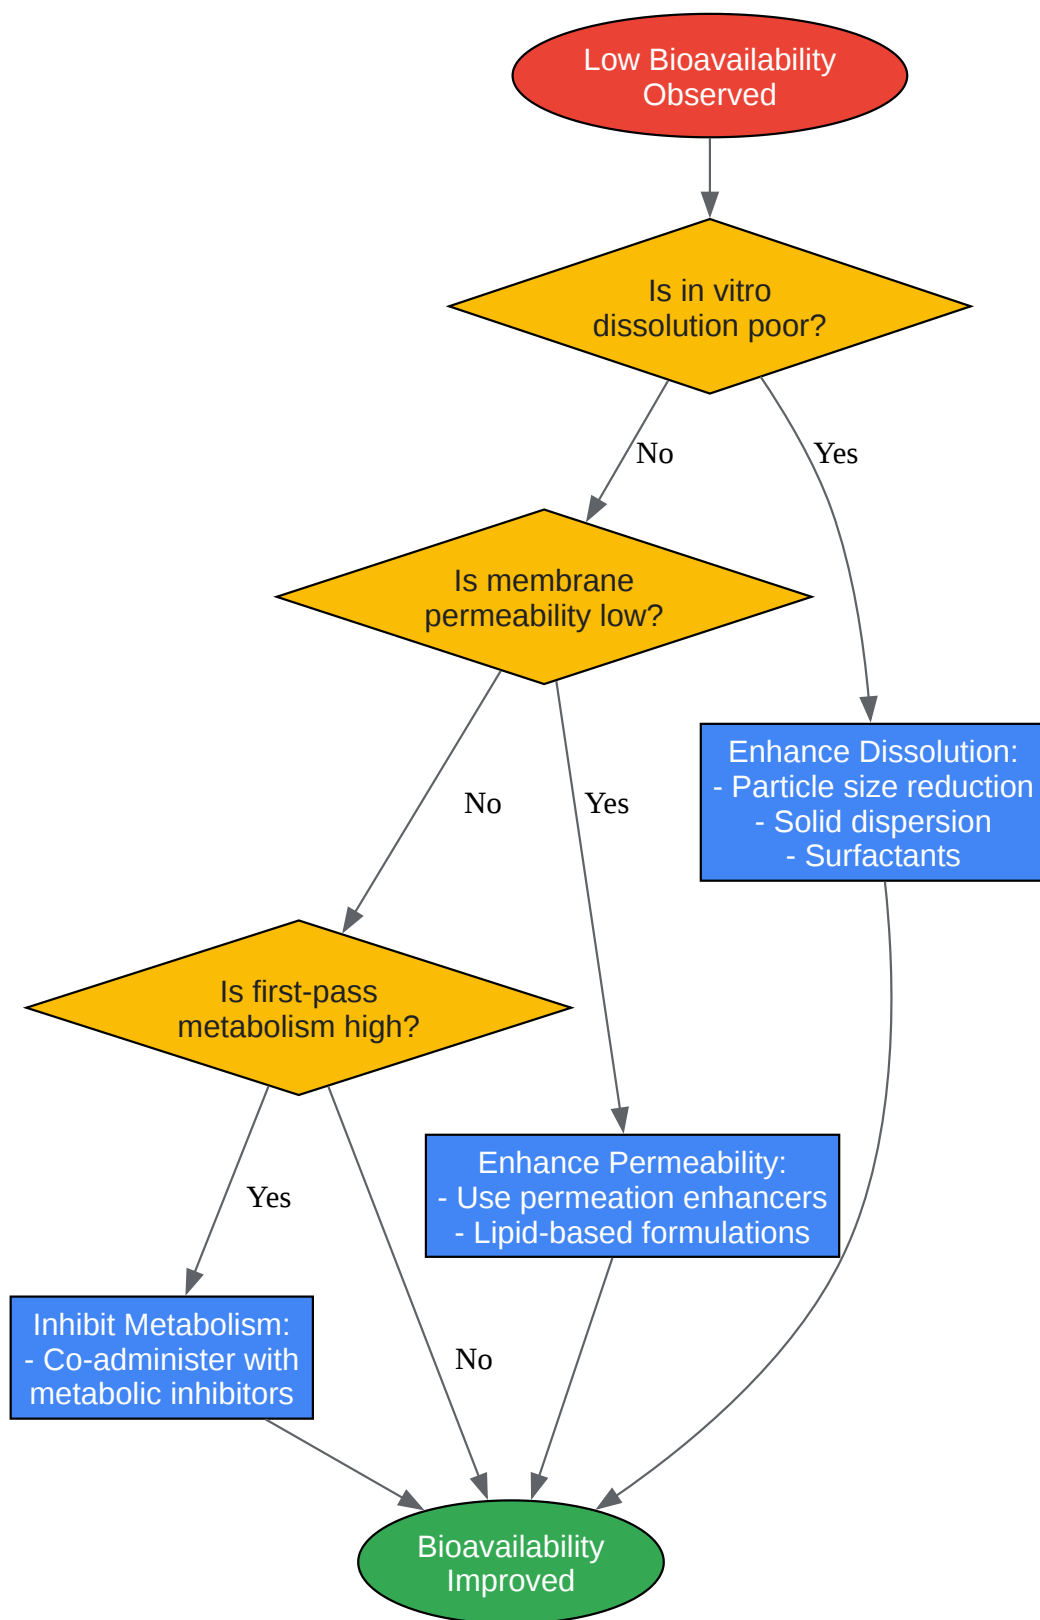 Low Bioavailability
Observed
Is in vitro
dissolution poor?
No
Yes
Is membrane
permeability low?
No
Yes
Enhance Dissolution:
- Particle size reduction
- Solid dispersion
- Surfactants
Is first-pass
metabolism high?
Yes
No
Enhance Permeability:
- Use permeation enhancers
- Lipid-based formulations
Inhibit Metabolism:
- Co-administer with
metabolic inhibitors
Bioavailability
Improved